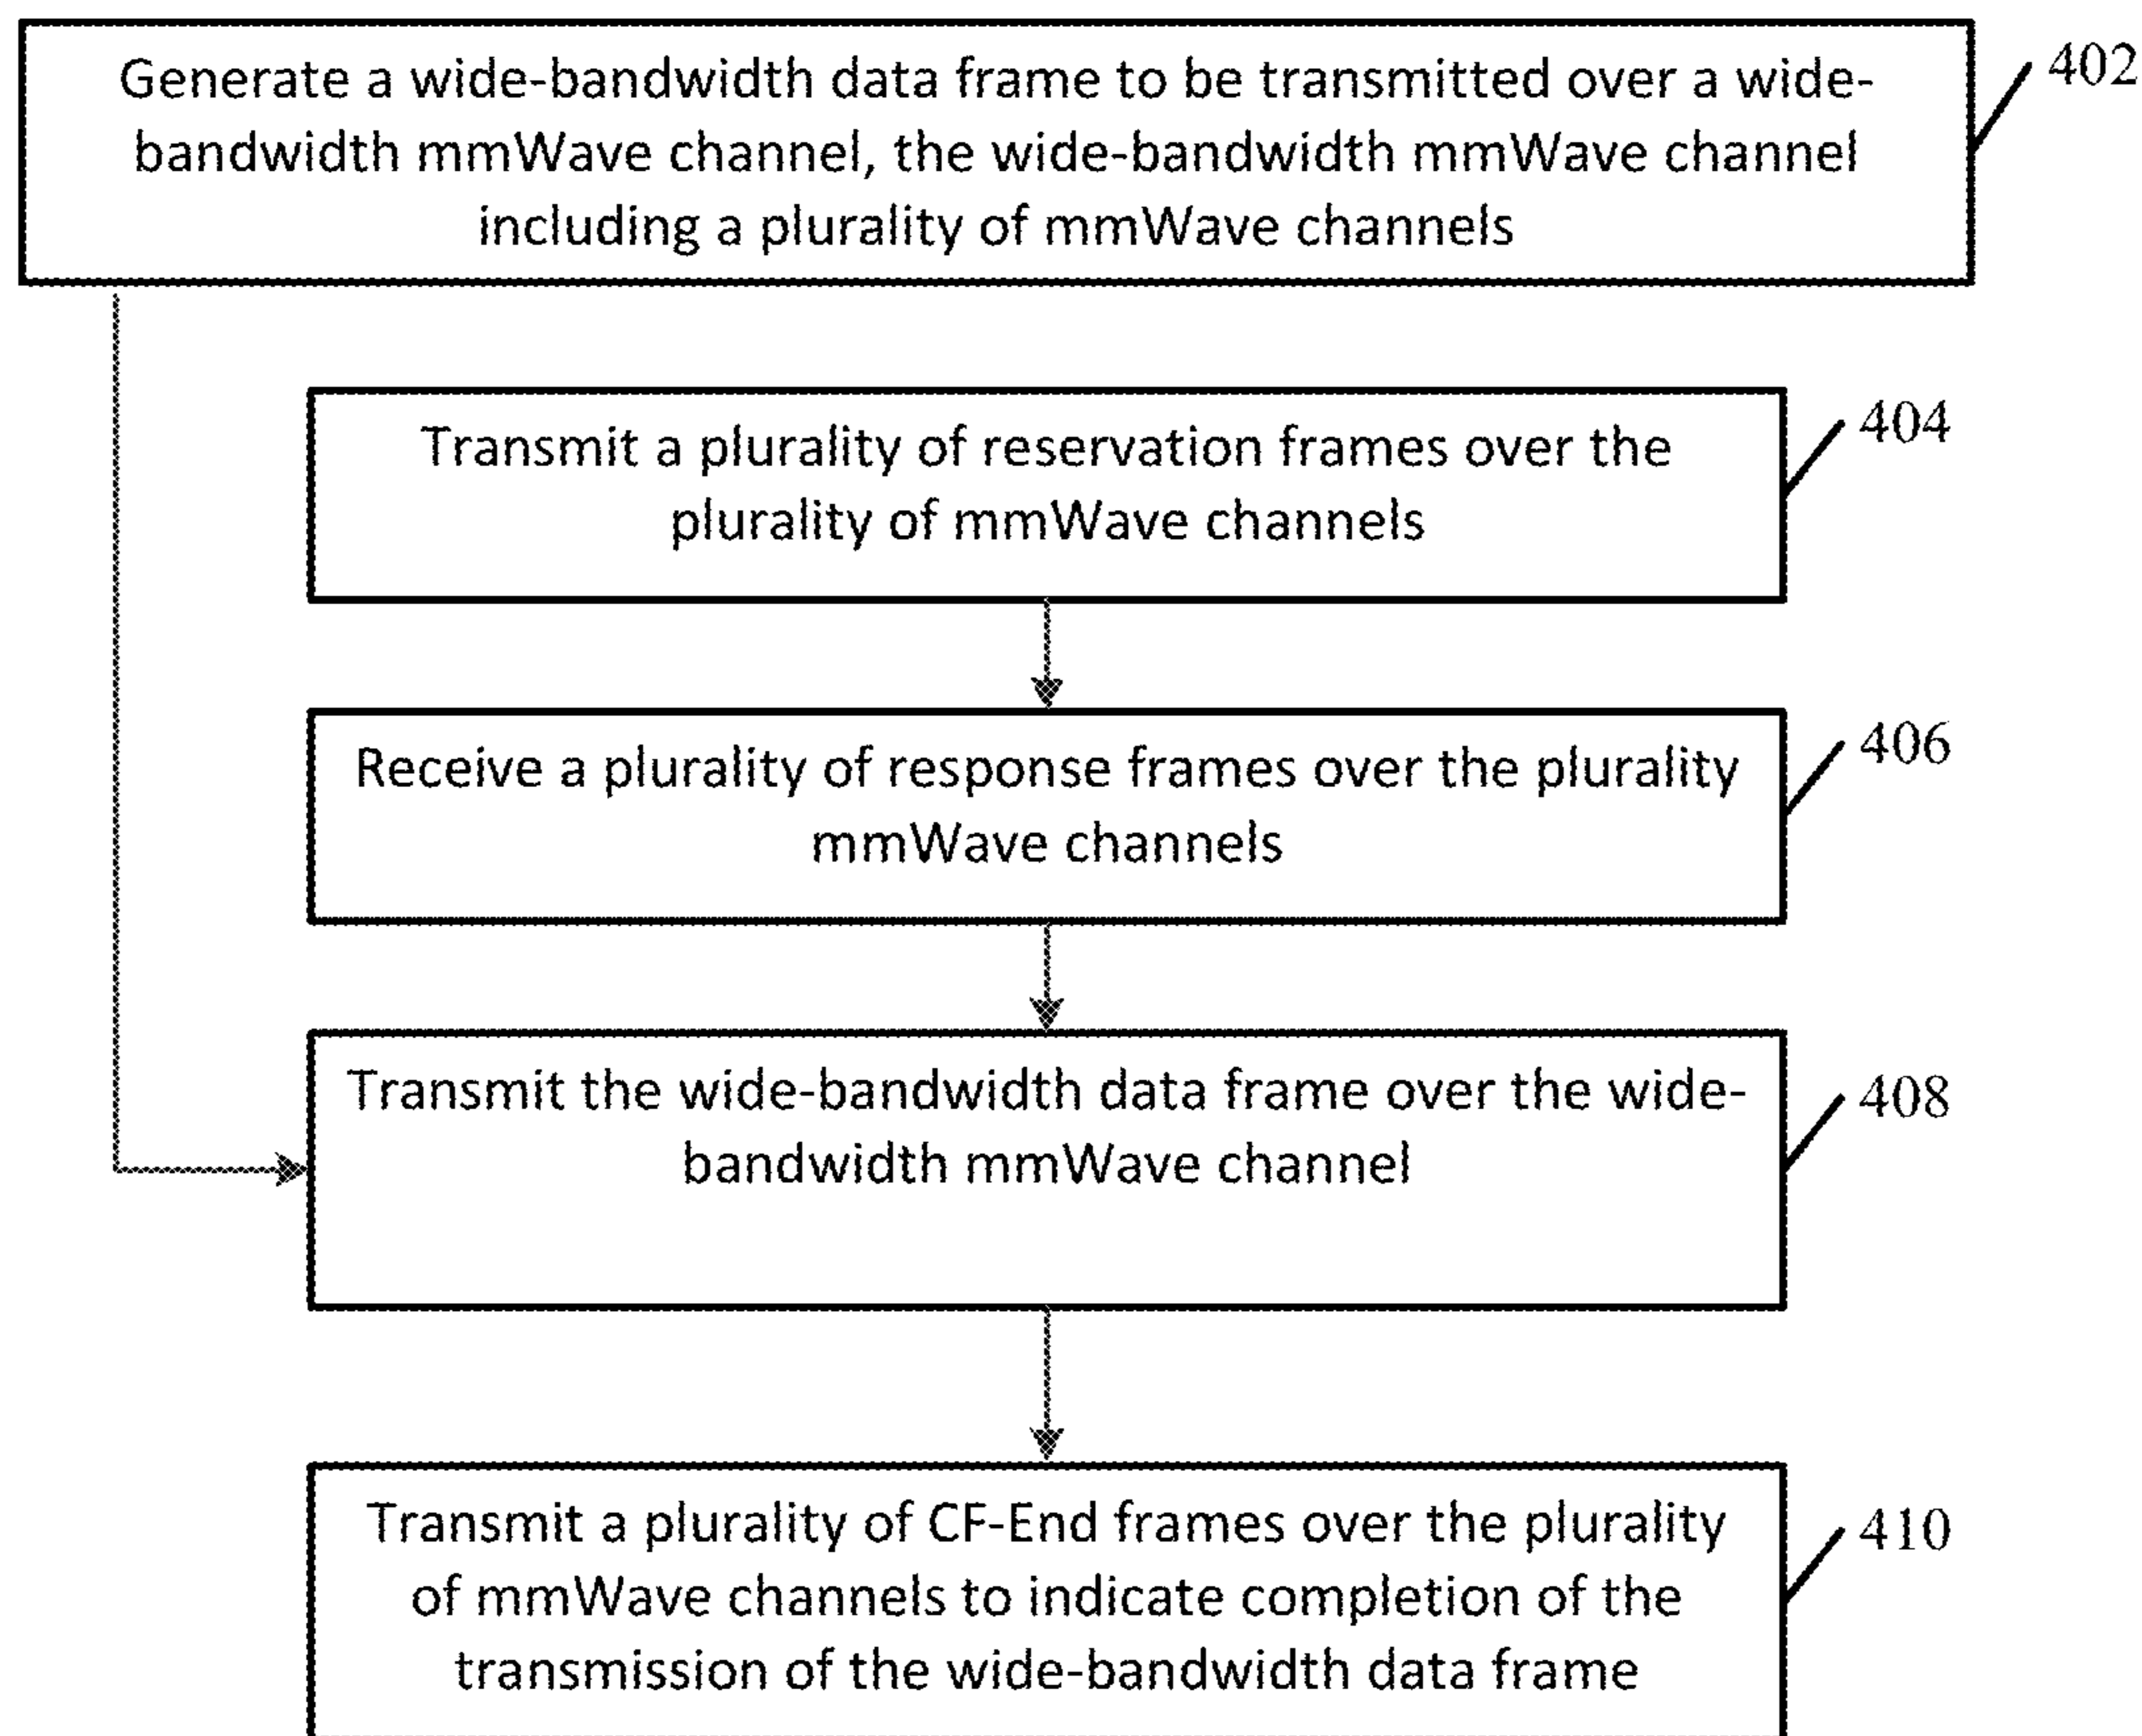 Generate a wide-bandwidth data frame to be transmitted over a wide-
bandwidth mmWave channel, the wide-bandwidth mmWave channel
including a plurality of mmWave channels
402
Transmit a plurality of reservation frames over the
plurality of mmWave channels
404
Receive a plurality of response frames over the plurality
mmWave channels
406
Transmit the wide-bandwidth data frame over the wide-
bandwidth mmWave channel
408
Transmit a plurality of CF-End frames over the plurality
of mmWave channels to indicate completion of the
transmission of the wide-bandwidth data frame
410